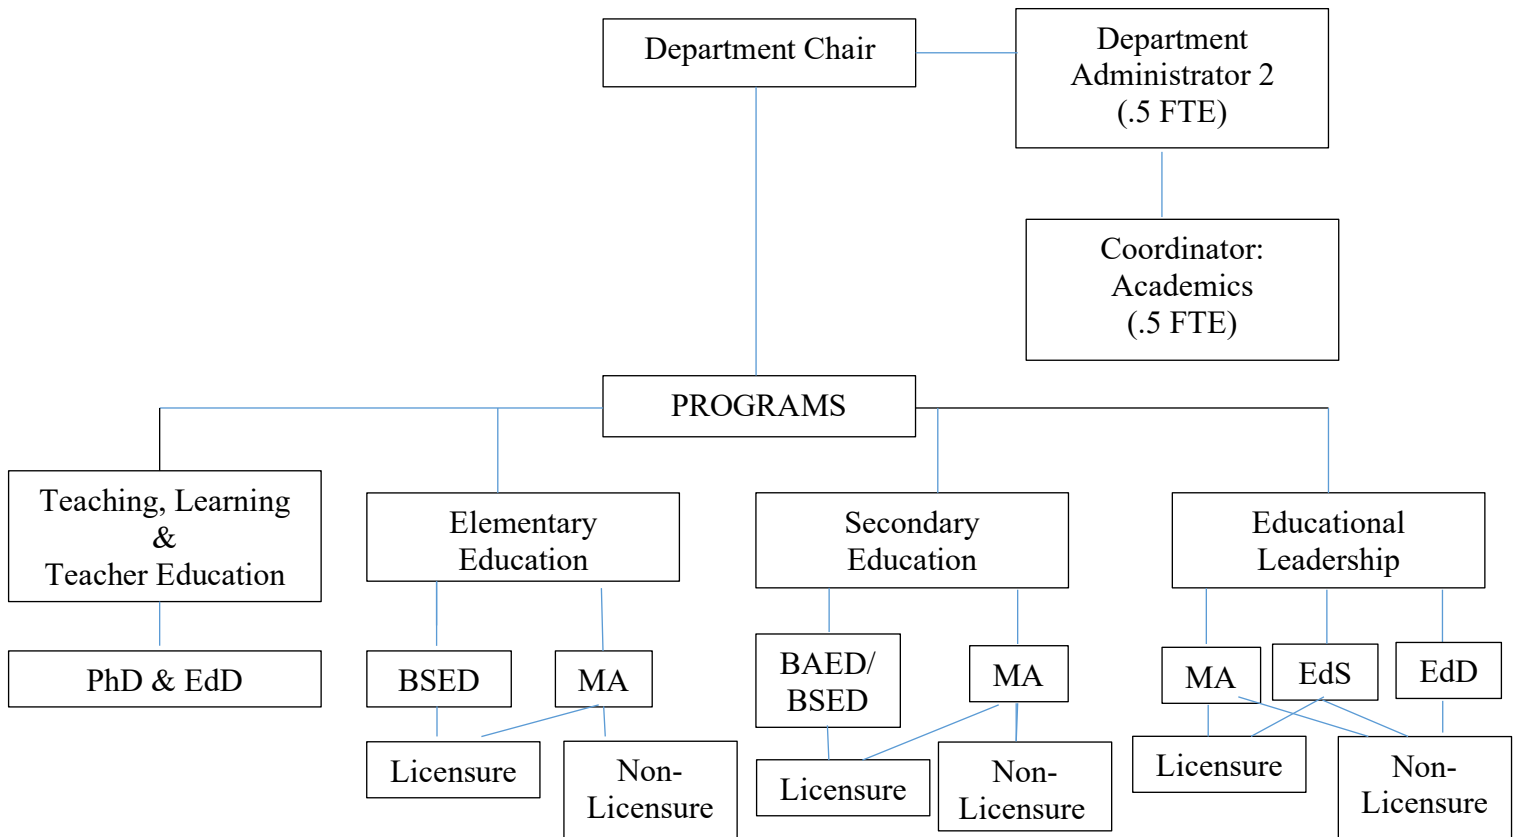 Department Chair
Department
Administrator 2
(.5 FTE)
Coordinator:
Academics
(.5 FTE)
PROGRAMS
Teaching, Learning
&
Teacher Education
Elementary
Education
Secondary
Education
Educational
Leadership
PhD & EdD
BSED
MA
BAED/
BSED
MA
MA
EdS
EdD
Licensure
Non-
Licensure
Licensure
Non-
Licensure
Licensure
Non-
Licensure